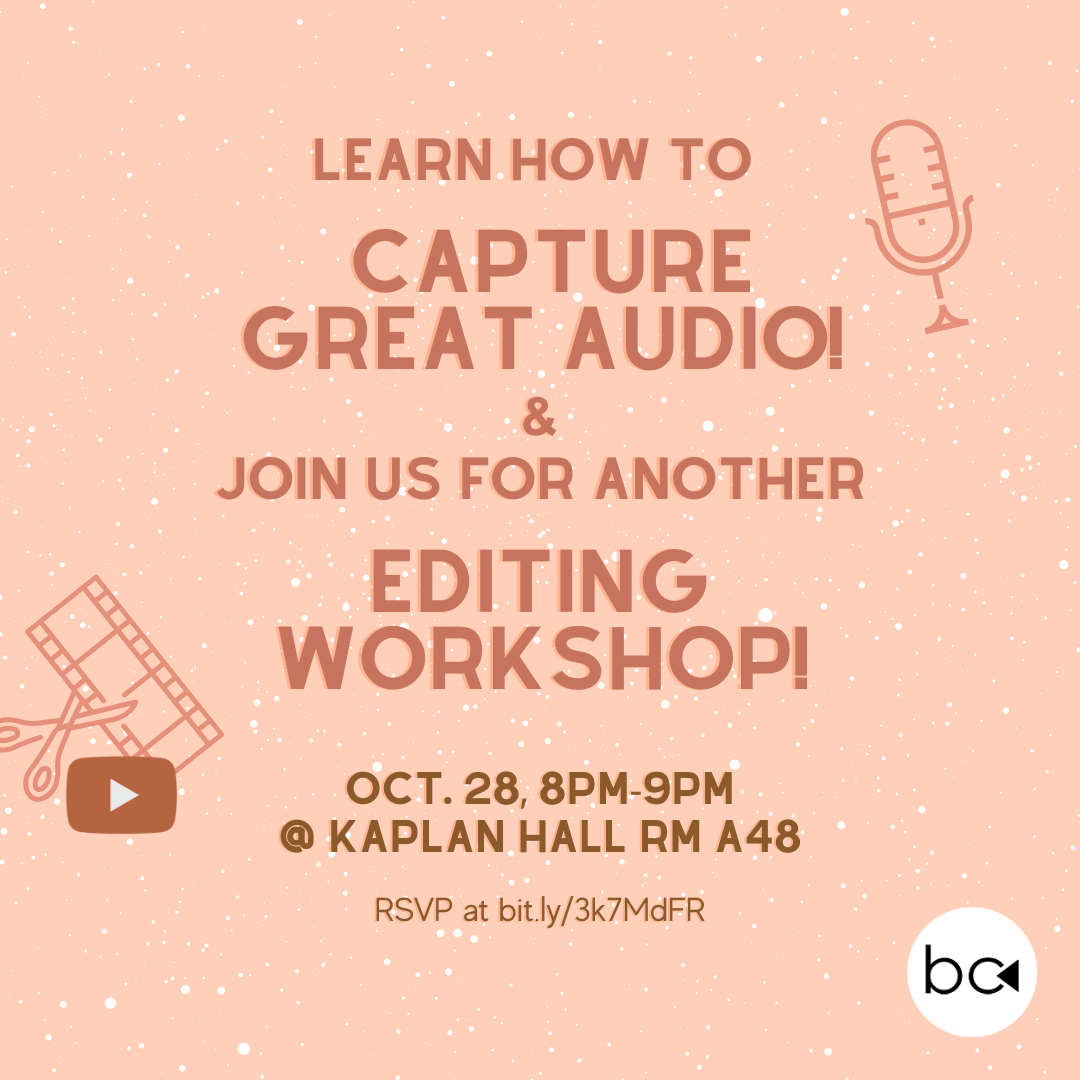 LEARN HOW TO
CAPTURE
GREAT AUDIO!
&
JOIN US FOR ANOTHER
EDITING
WORKSHOP!
OCT. 28, 8PM-9PM
@ KAPLAN HALL RM A48
RSVP at bit.ly/3k7MdFR
bc